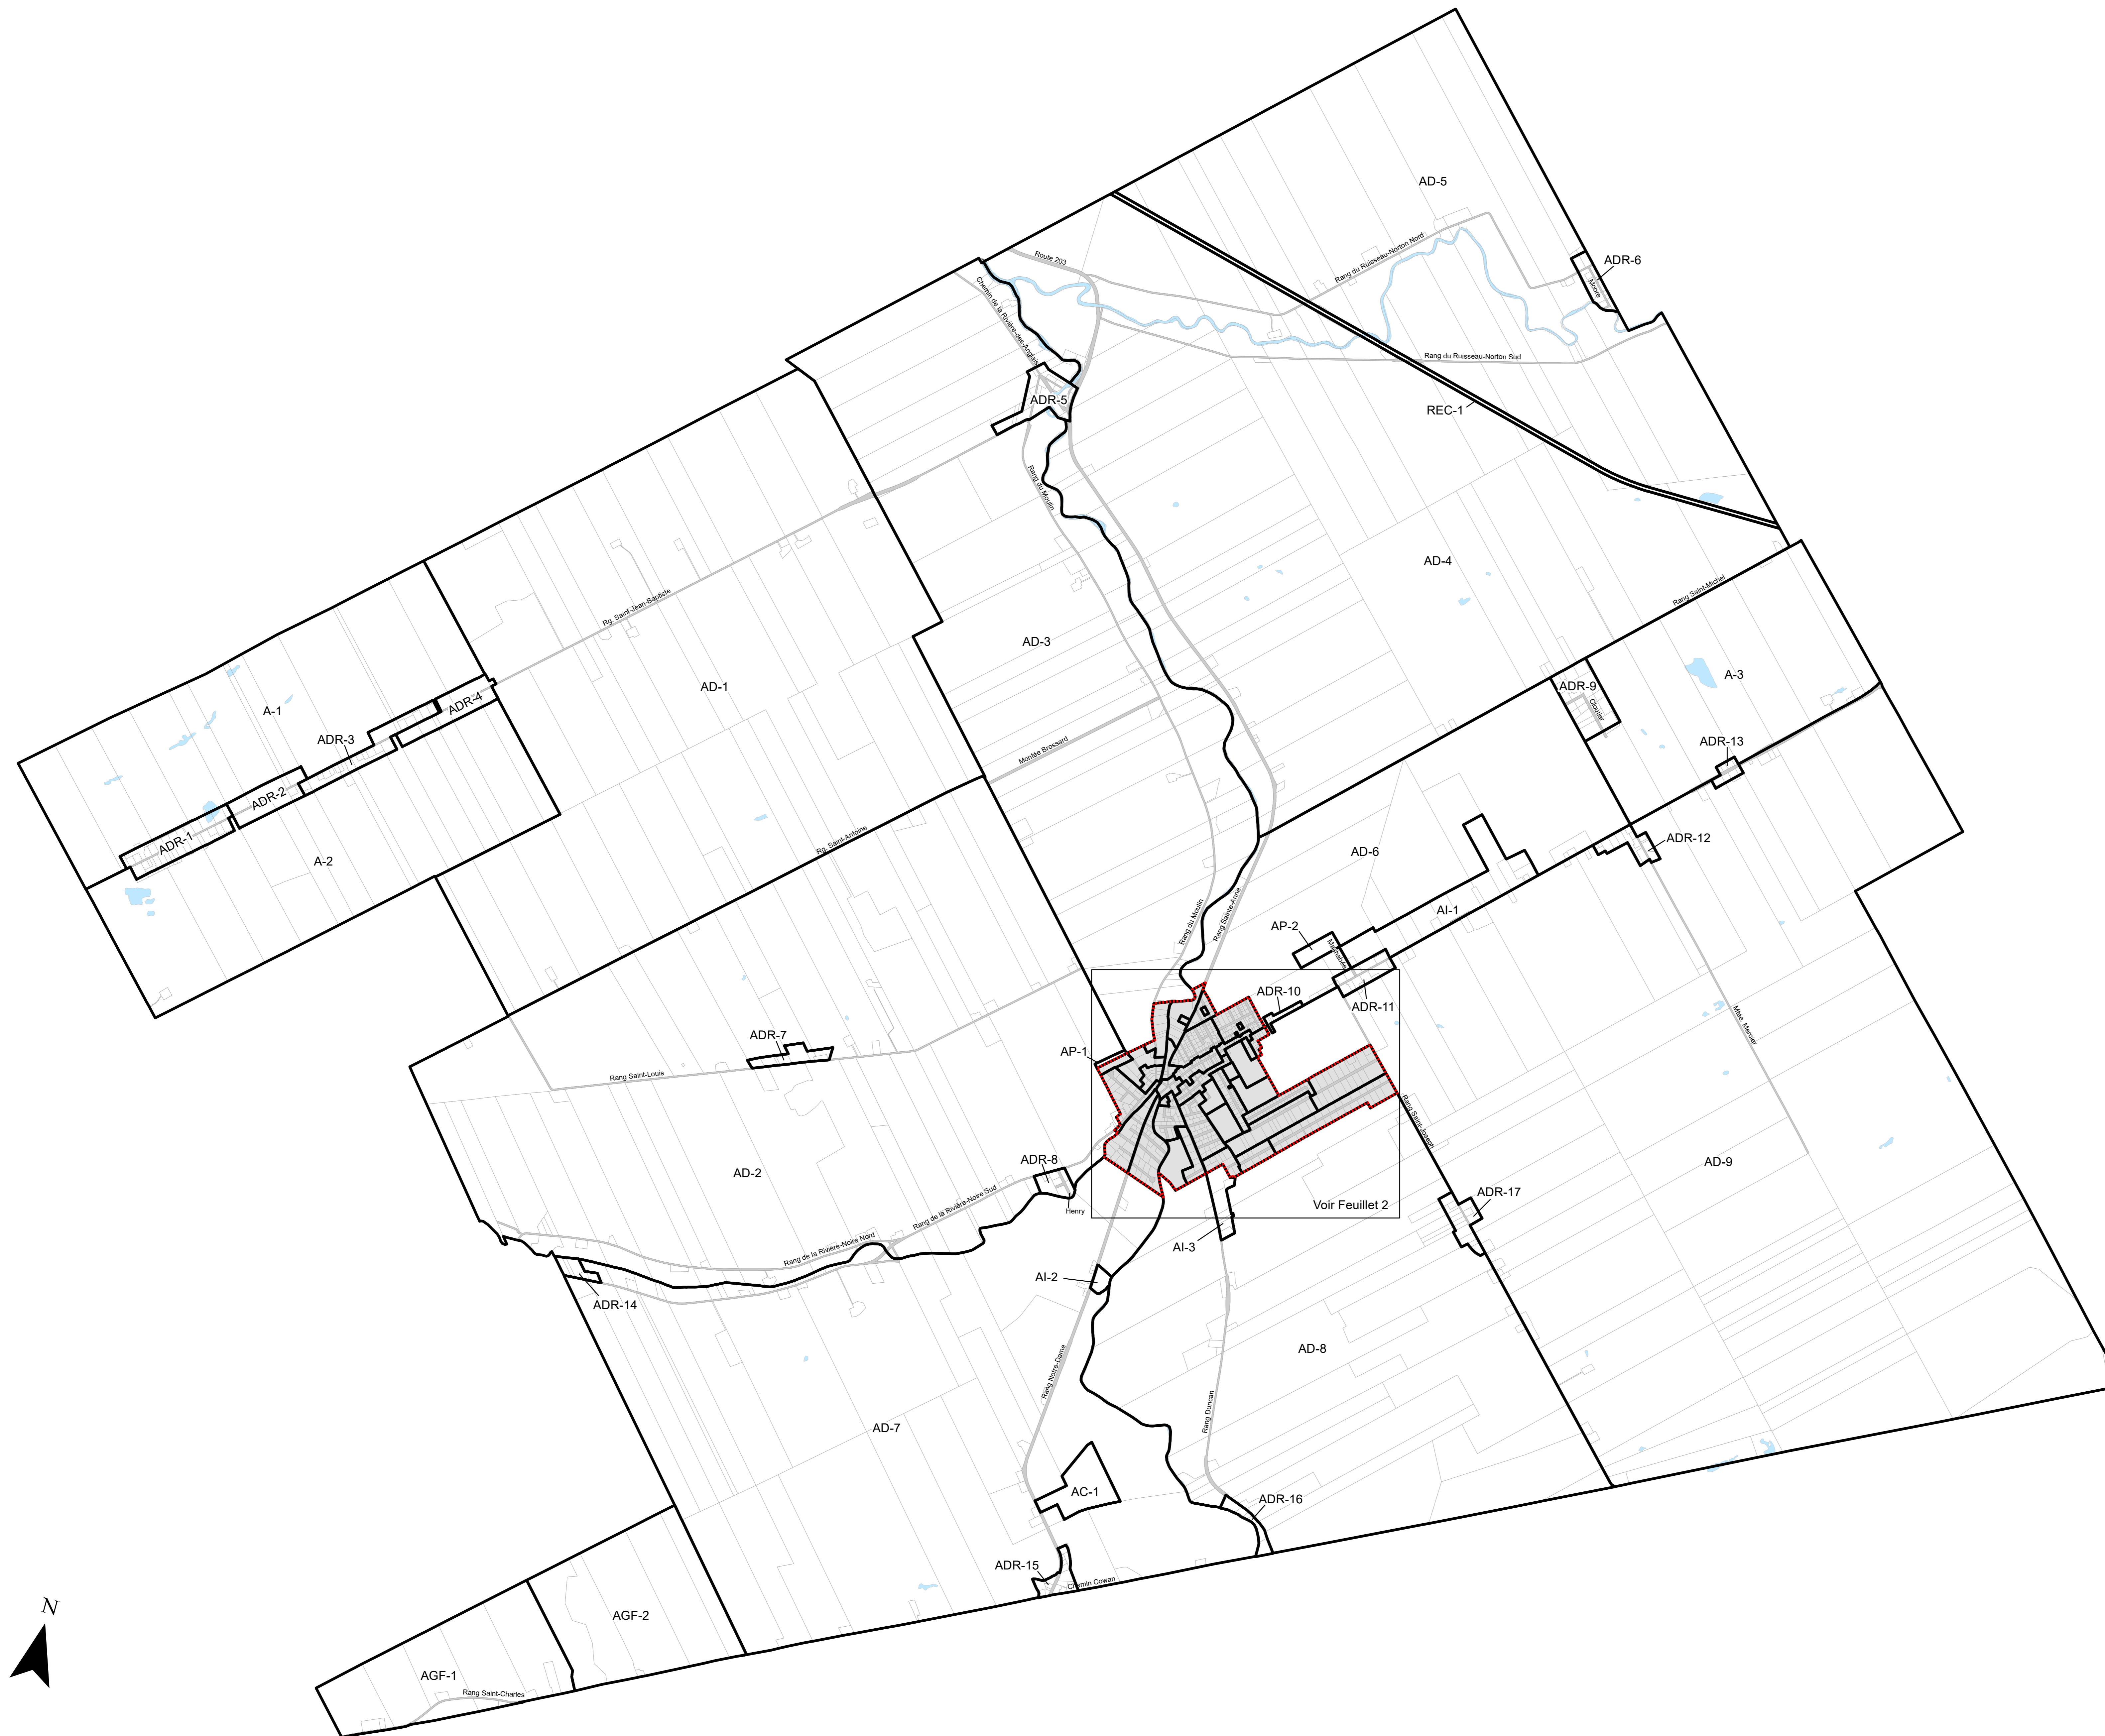 AD-5
Route 203
Rang du Ruisseau-Norton Nord
ADR-6
Moore
Chemin de la Rivière-des-Anglais
Rang du Ruisseau-Norton Sud
ADR-5
REC-1
Rang du Moulin
AD-4
Rg. Saint-Jean-Baptiste
Rang Saint-Michel
AD-3
A-3
AD-1
ADR-9
Cloutier
A-1
ADR-4
ADR-3
ADR-13
Montée Brossard
ADR-2
ADR-1
Rg. Saint-Antoine
ADR-12
A-2
AD-6
AI-1
Rang du Moulin
Rang Sainte-Anne
AP-2
ADR-10
ADR-11
Mtée. Mercier
ADR-7
AP-1
Rang Saint-Louis
Rang Saint-Joseph
ADR-8
AD-2
AD-9
Henry
Rang de la Rivière-Noire Sud
ADR-17
Voir Feuillet 2
Rang de la Rivière-Noire Nord
AI-3
AI-2
ADR-14
AD-8
Rang Notre-Dame
Rang Duncan
AD-7
AC-1
ADR-16
ADR-15
Chemin Cowan
N
AGF-2
AGF-1
Rang Saint-Charles